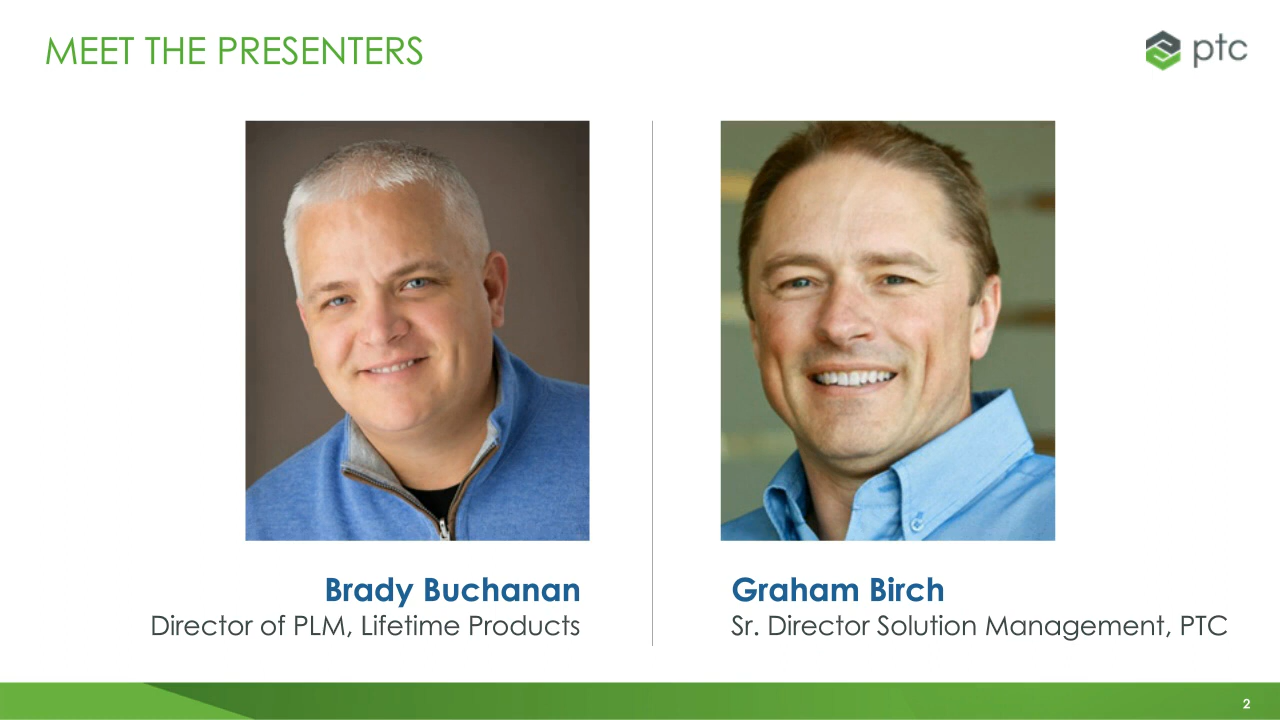 MEET THE PRESENTERS
ptc
Brady Buchanan
Director of PLM, Lifetime Products
Graham Birch
Sr. Director Solution Management, PTC
2